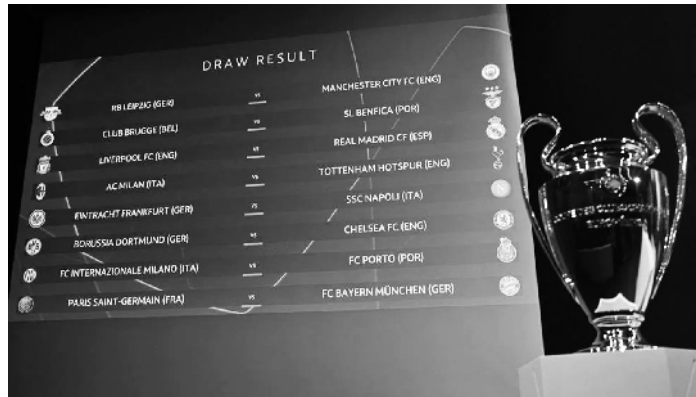 DRAW RESULT
RB LEIPZIG (GER) vs MANCHESTER CITY FC (ENG)
CLUB BRUGGE (BEL) vs SL BENFICA (POR)
LIVERPOOL FC (ENG) vs REAL MADRID CF (ESP)
AC MILAN (ITA) vs TOTTENHAM HOTSPUR (ENG)
EINTRACHT FRANKFURT (GER) vs SSC NAPOLI (ITA)
BORUSSIA DORTMUND (GER) vs CHELSEA FC (ENG)
FC INTERNAZIONALE MILANO (ITA) vs FC PORTO (POR)
PARIS SAINT-GERMAIN (FRA) vs FC BAYERN MÜNCHEN (GER)